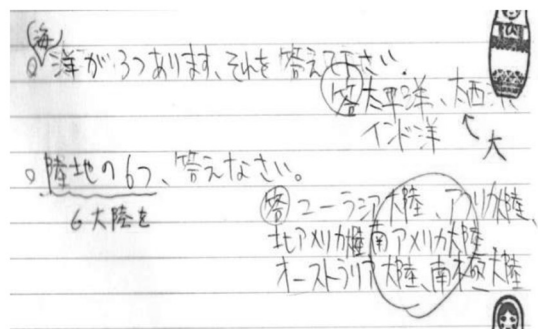 (海)
。洋が3つあります、それを答えて下さい.
答 太平洋、太西洋
インド洋 ↖大
。陸地の6つ、答えなさい。
6大陸を
答 ユーラシア大陸、アフリカ大陸、
北アメリカ大陸 南アメリカ大陸
オーストラリア大陸、南極大陸